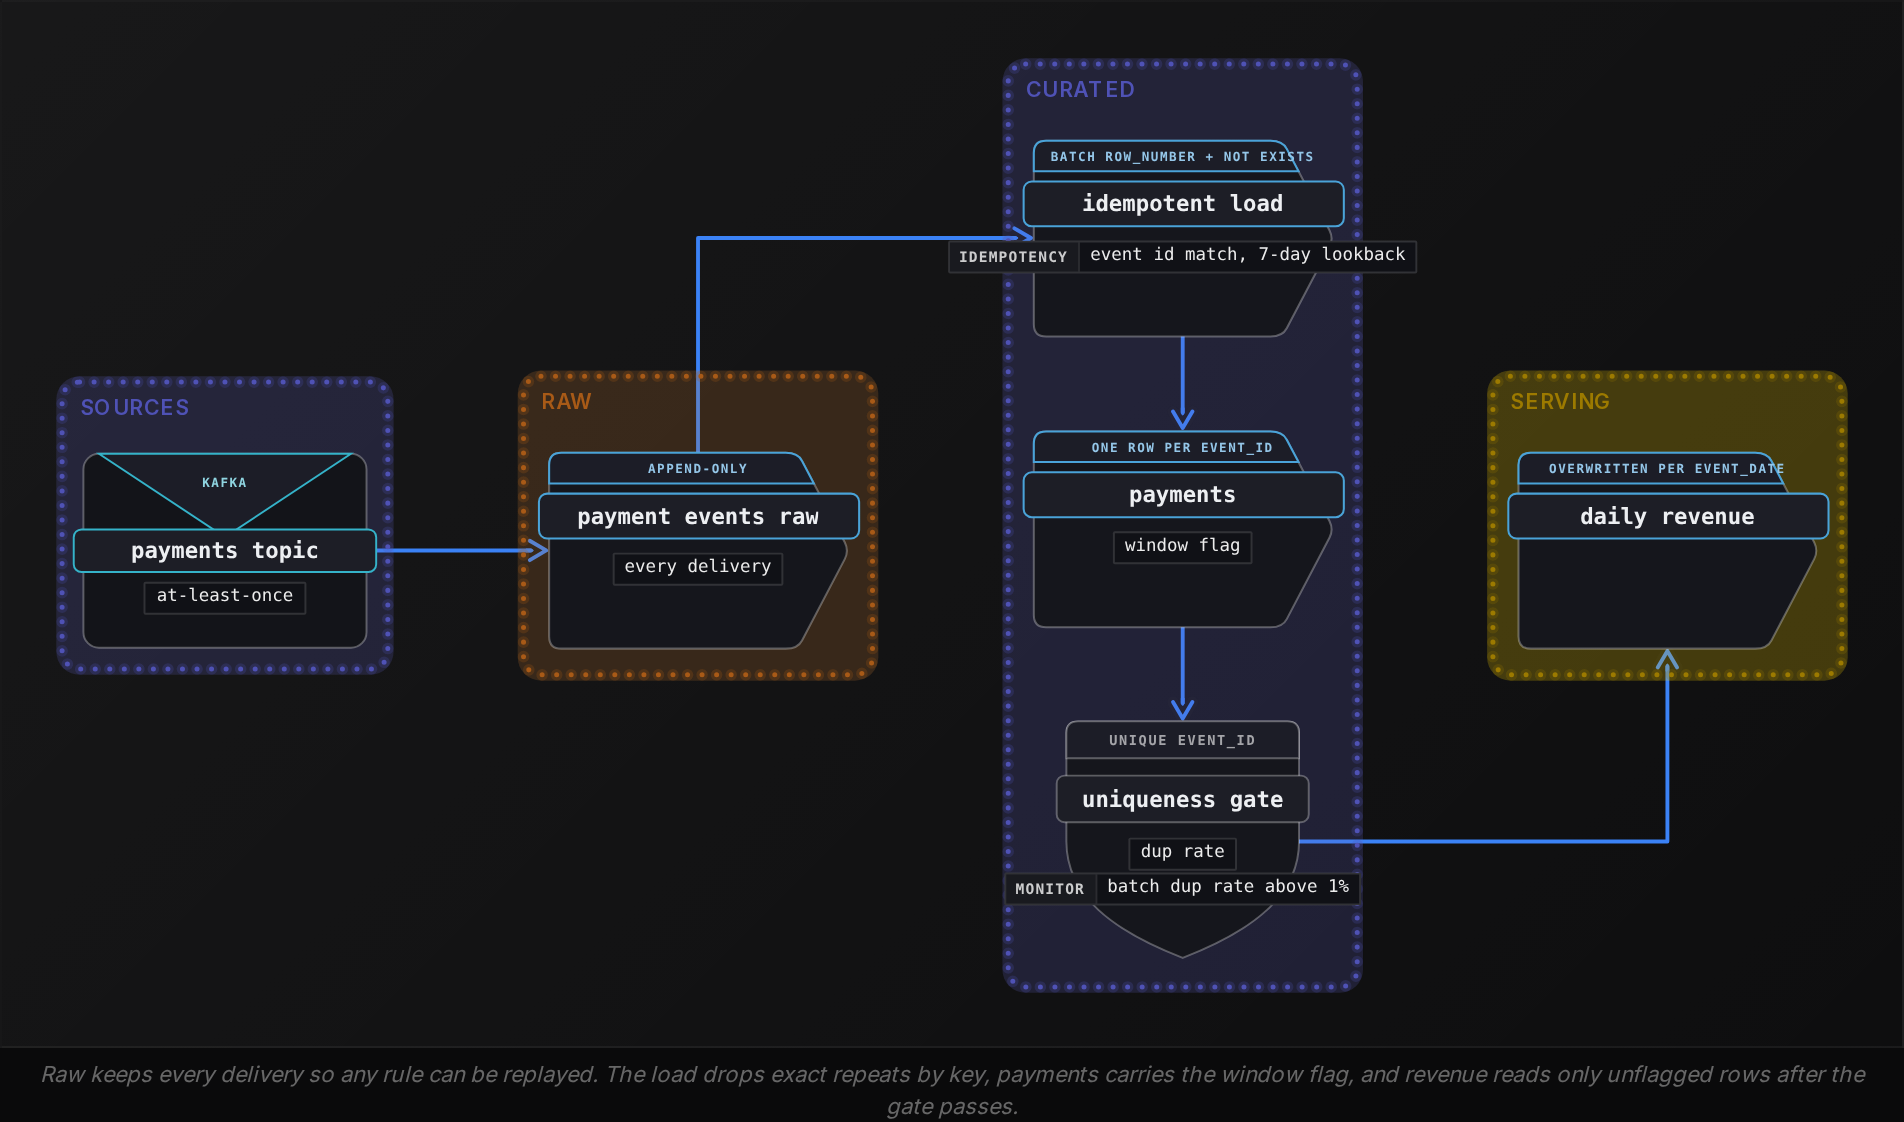 SOURCES
KAFKA
payments topic
at-least-once
RAW
APPEND-ONLY
payment events raw
every delivery
CURATED
BATCH ROW_NUMBER + NOT EXISTS
idempotent load
IDEMPOTENCY event id match, 7-day lookback
ONE ROW PER EVENT_ID
payments
window flag
UNIQUE EVENT_ID
uniqueness gate
dup rate
MONITOR batch dup rate above 1%
SERVING
OVERWRITTEN PER EVENT_DATE
daily revenue
Raw keeps every delivery so any rule can be replayed. The load drops exact repeats by key, payments carries the window flag, and revenue reads only unflagged rows after the
gate passes.